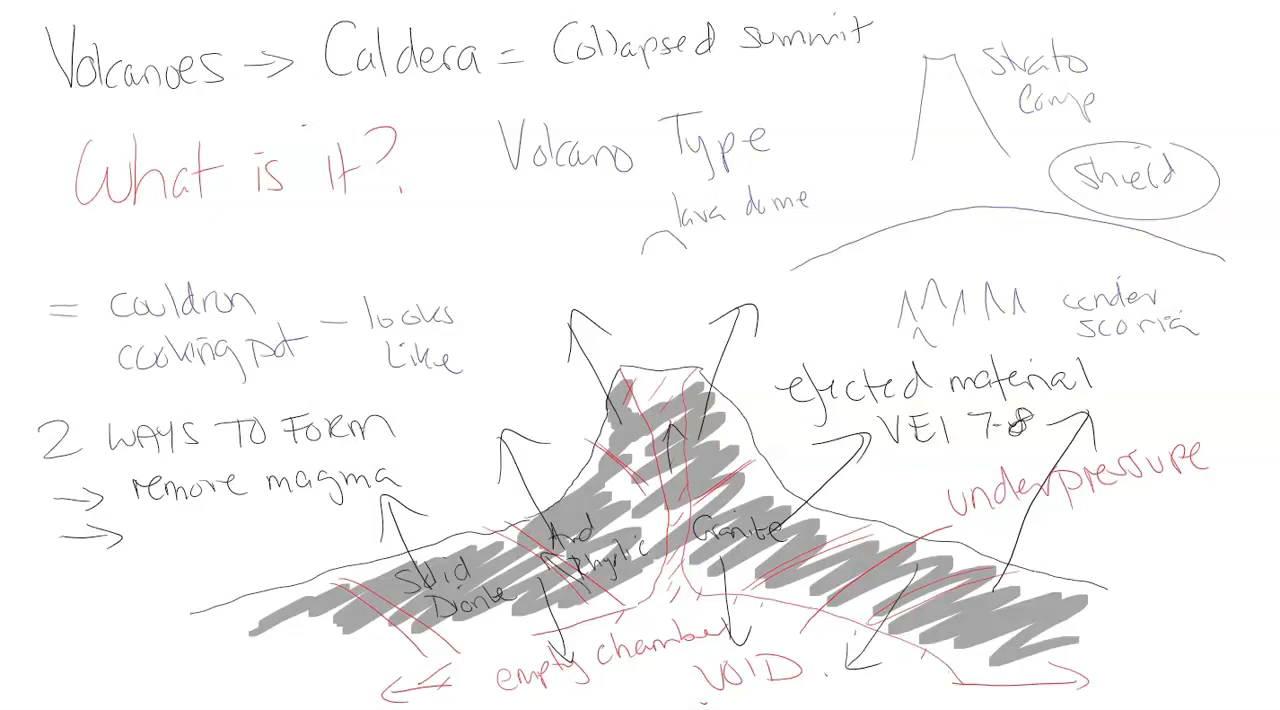 Volcanoes → Caldera = Collapsed summit
What is it?
Volcano Type
lava dome
Strato
Comp
Shield
cinder
scoria
= cauldron
cooking pot - looks
like
2 WAYS TO FORM
→ remove magma
→
ejected material
VEI 7-8
underpressure
Solid
Diorite
And
Phyllic
Granite
empty chamber
VOID.